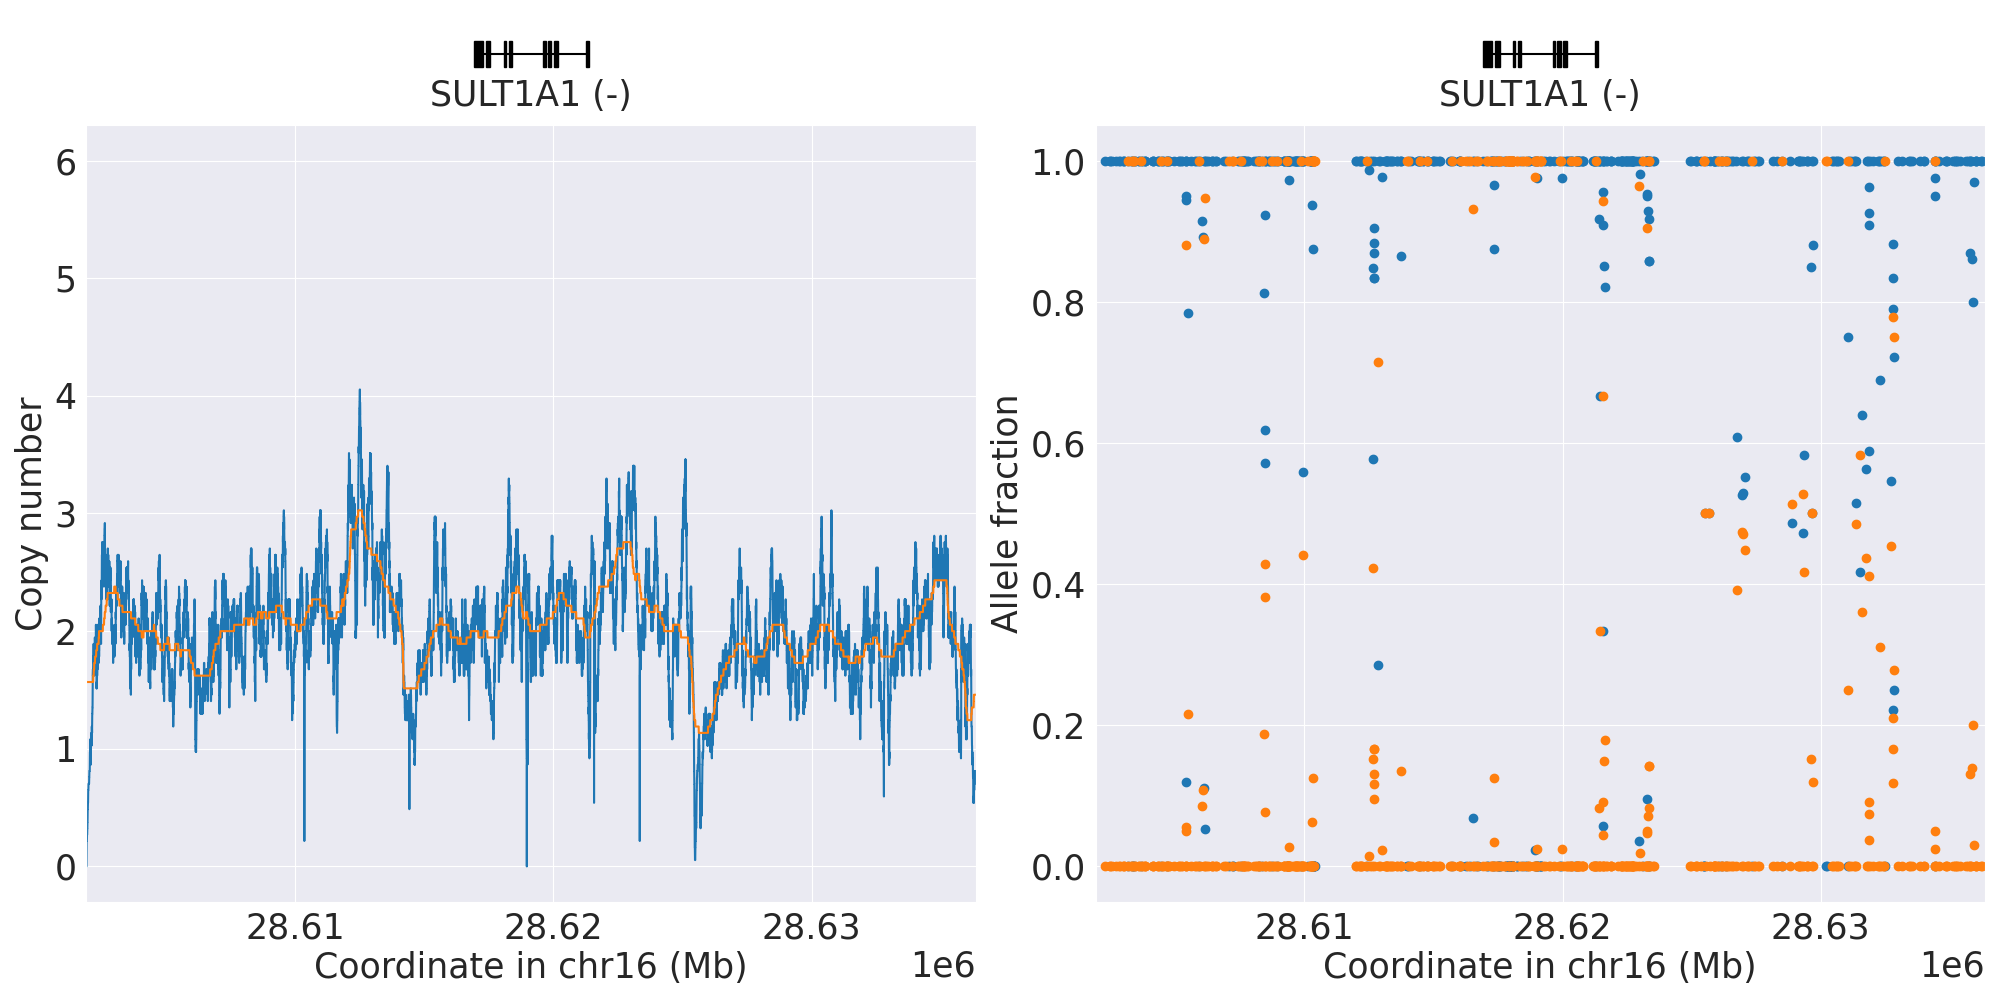 SULT1A1 (-)
6
5
4
3
2
1
0
Copy number
28.61
28.62
28.63
Coordinate in chr16 (Mb)
1e6
SULT1A1 (-)
1.0
0.8
0.6
0.4
0.2
0.0
Allele fraction
28.61
28.62
28.63
Coordinate in chr16 (Mb)
1e6